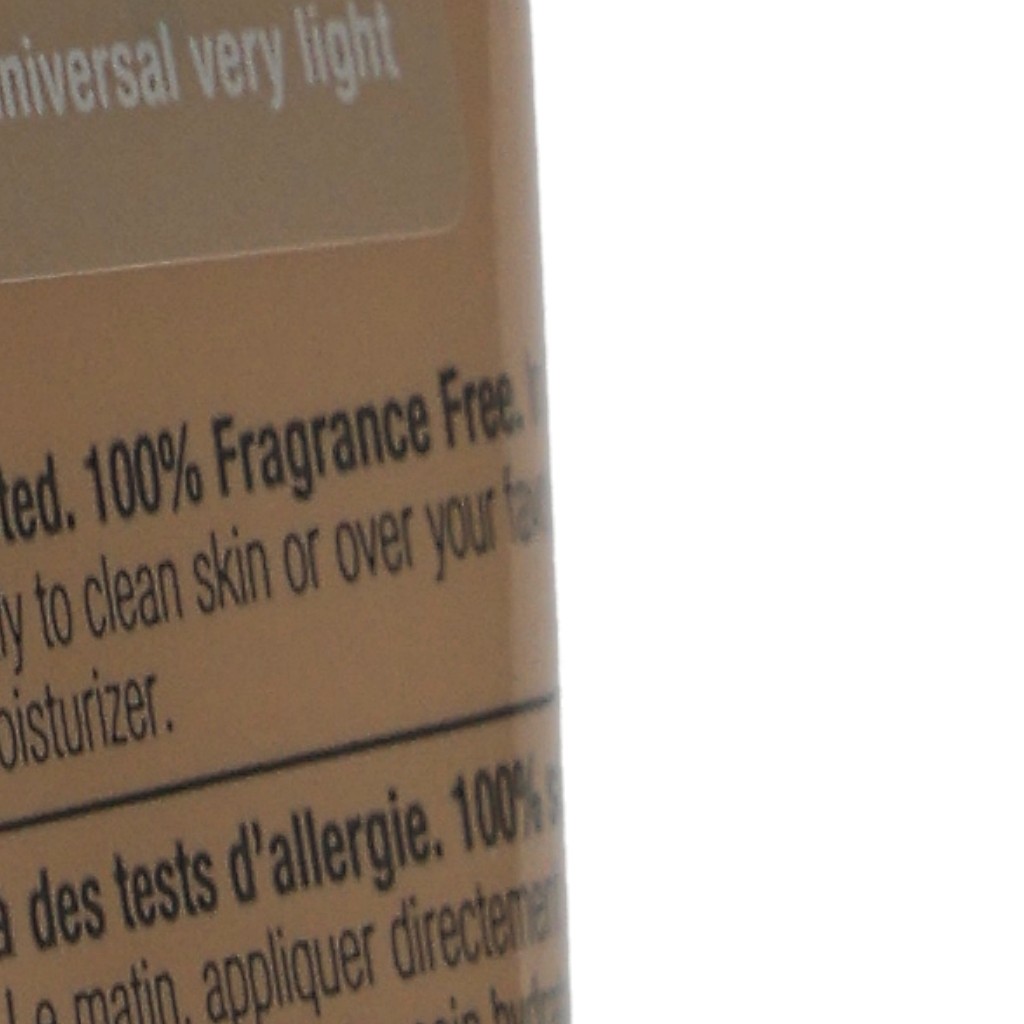 niversal very light
ted. 100% Fragrance Free.
y to clean skin or over your
oisturizer.
à des tests d'allergie. 100%
Le matin, appliquer directement